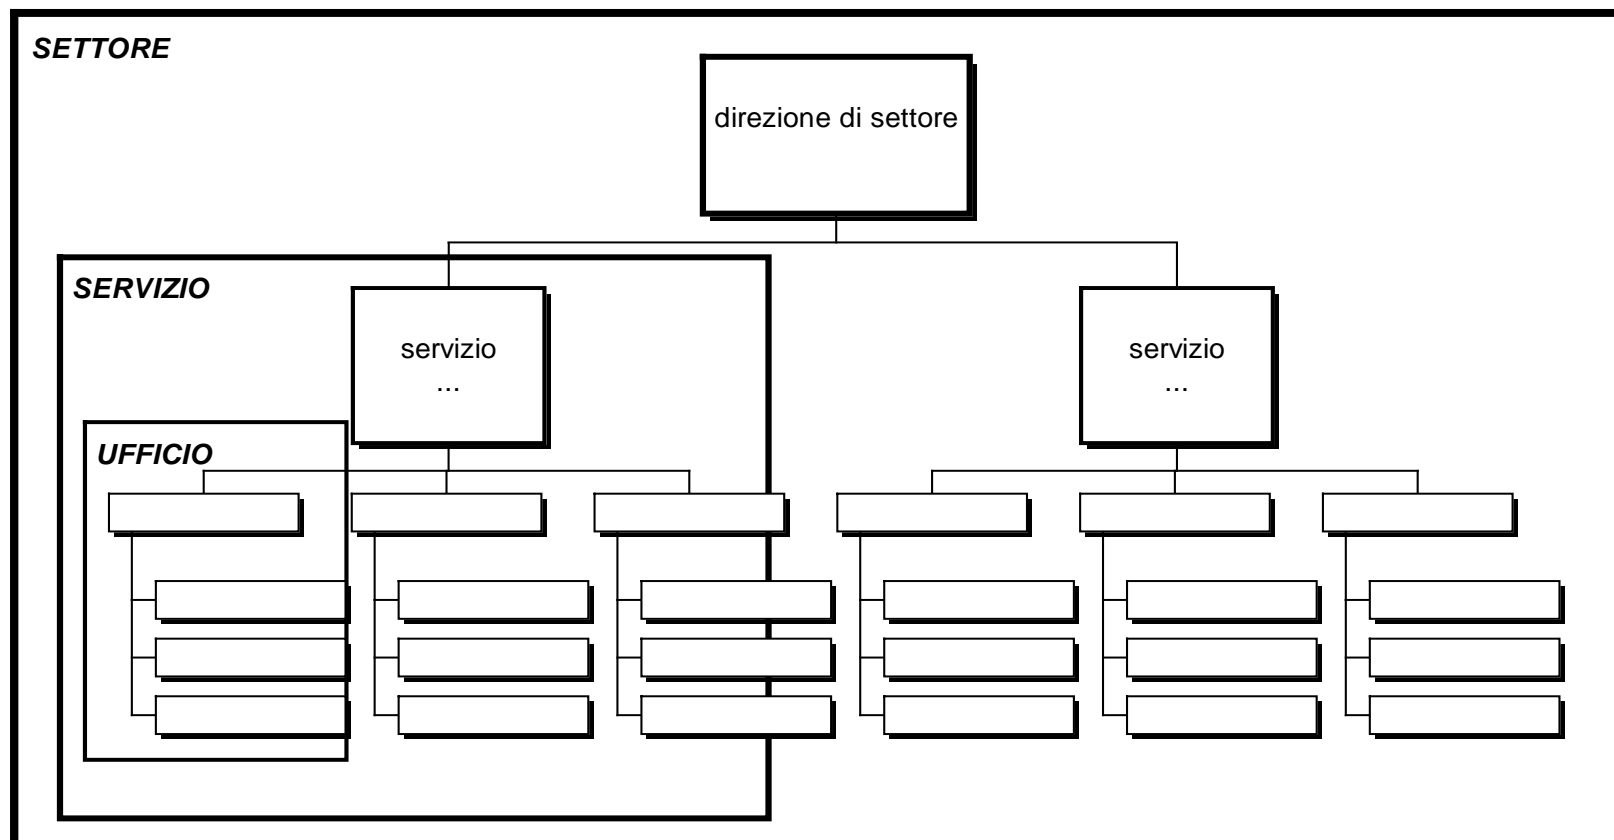 SETTORE
direzione di settore
SERVIZIO
servizio
...
servizio
...
UFFICIO